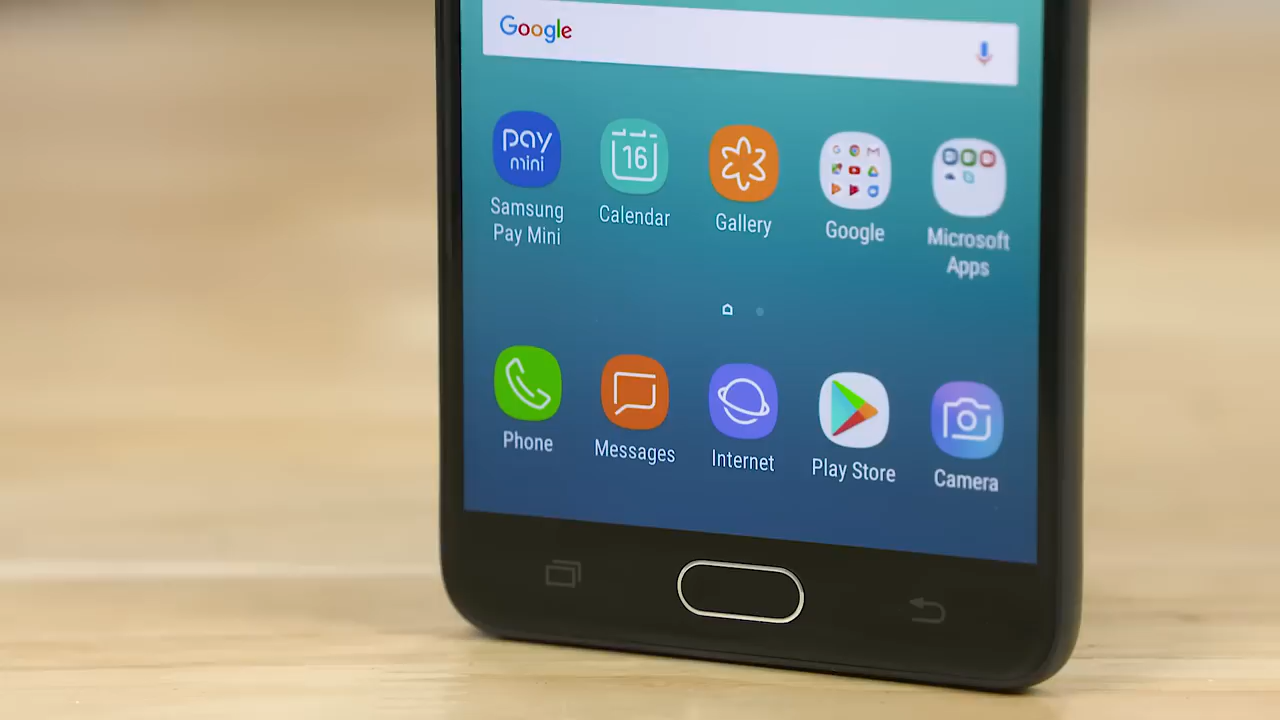 Google
pay
mini
16
Samsung
Pay Mini
Calendar
Gallery
Google
Microsoft
Apps
Phone
Messages
Internet
Play Store
Camera